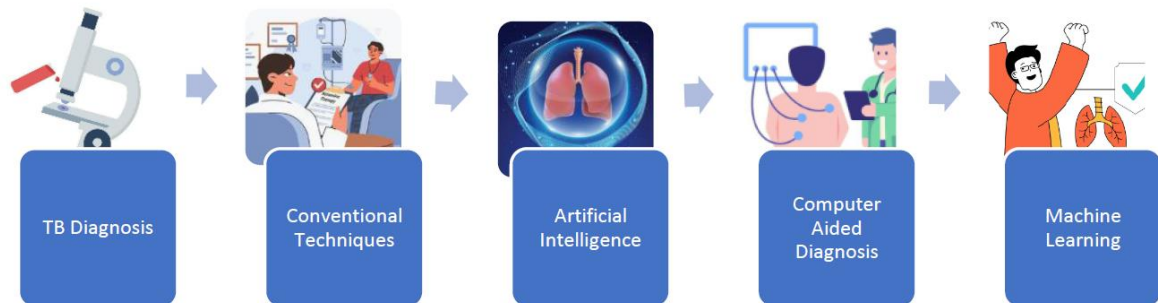 TB Diagnosis
Conventional
Techniques
Artificial
Intelligence
Computer
Aided
Diagnosis
Machine
Learning